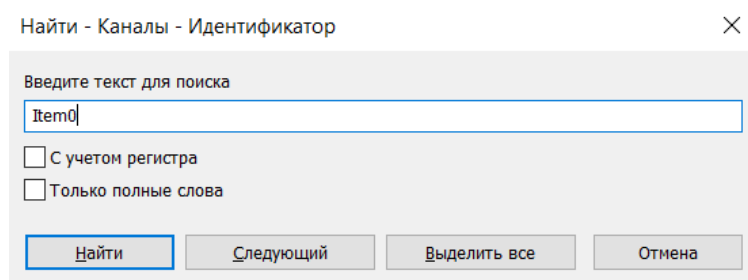 Найти - Каналы - Идентификатор
Введите текст для поиска
Item0
С учетом регистра
Только полные слова
Найти Следующий Выделить все Отмена